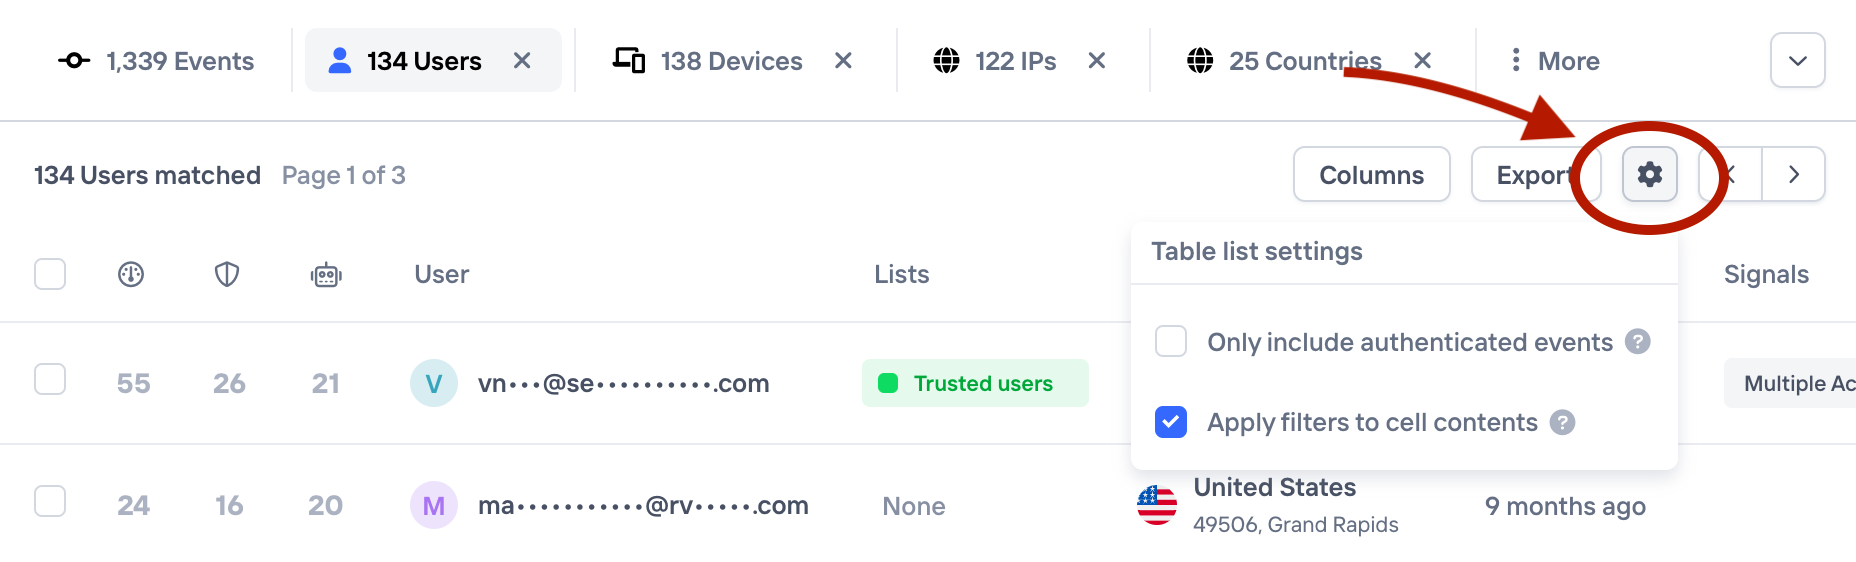 1,339 Events
134 Users
138 Devices
122 IPs
25 Countries
More
134 Users matched Page 1 of 3
Columns
Export
Table list settings
Only include authenticated events ?
Apply filters to cell contents ?
User
Lists
Signals
55 26 21 V vn•••@se••••••••••.com Trusted users Multiple Ac
24 16 20 M ma•••••••••••@rv•••••.com None United States 9 months ago
49506, Grand Rapids